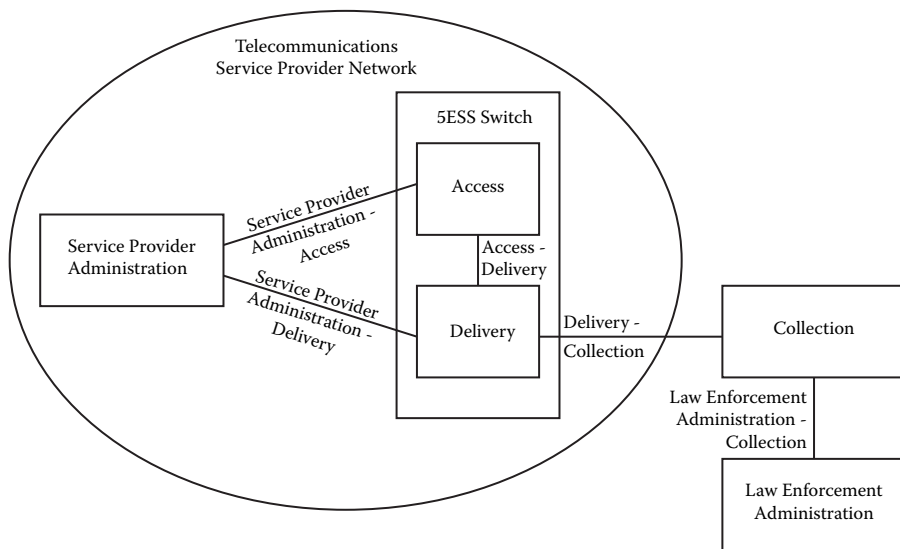 Telecommunications
Service Provider Network
5ESS Switch
Access
Service Provider
Administration -
Access
Service Provider
Administration
Access -
Delivery
Service Provider
Administration -
Delivery
Delivery
Delivery -
Collection
Collection
Law Enforcement
Administration -
Collection
Law Enforcement
Administration